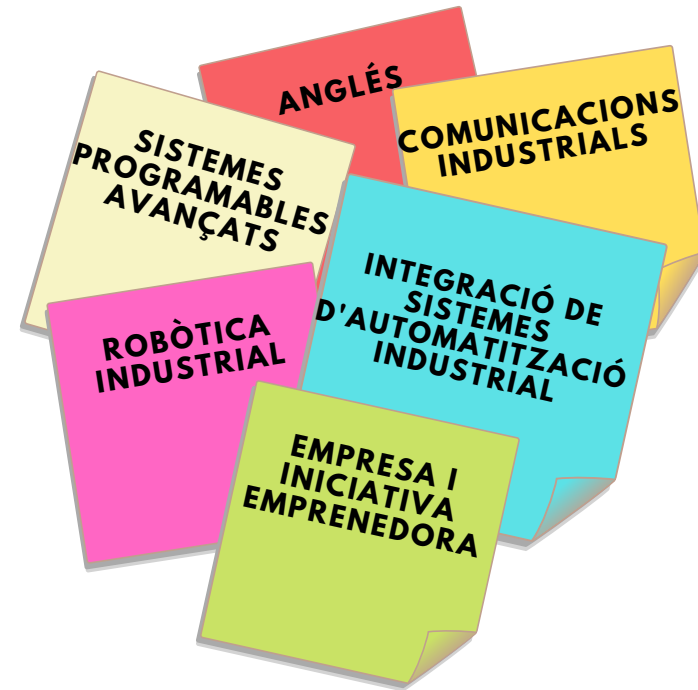 ANGLÉS
COMUNICACIONS
INDUSTRIALS
SISTEMES
PROGRAMABLES
AVANÇATS
INTEGRACIÓ DE
SISTEMES
D'AUTOMATITZACIÓ
INDUSTRIAL
ROBÒTICA
INDUSTRIAL
EMPRESA I
INICIATIVA
EMPRENEDORA